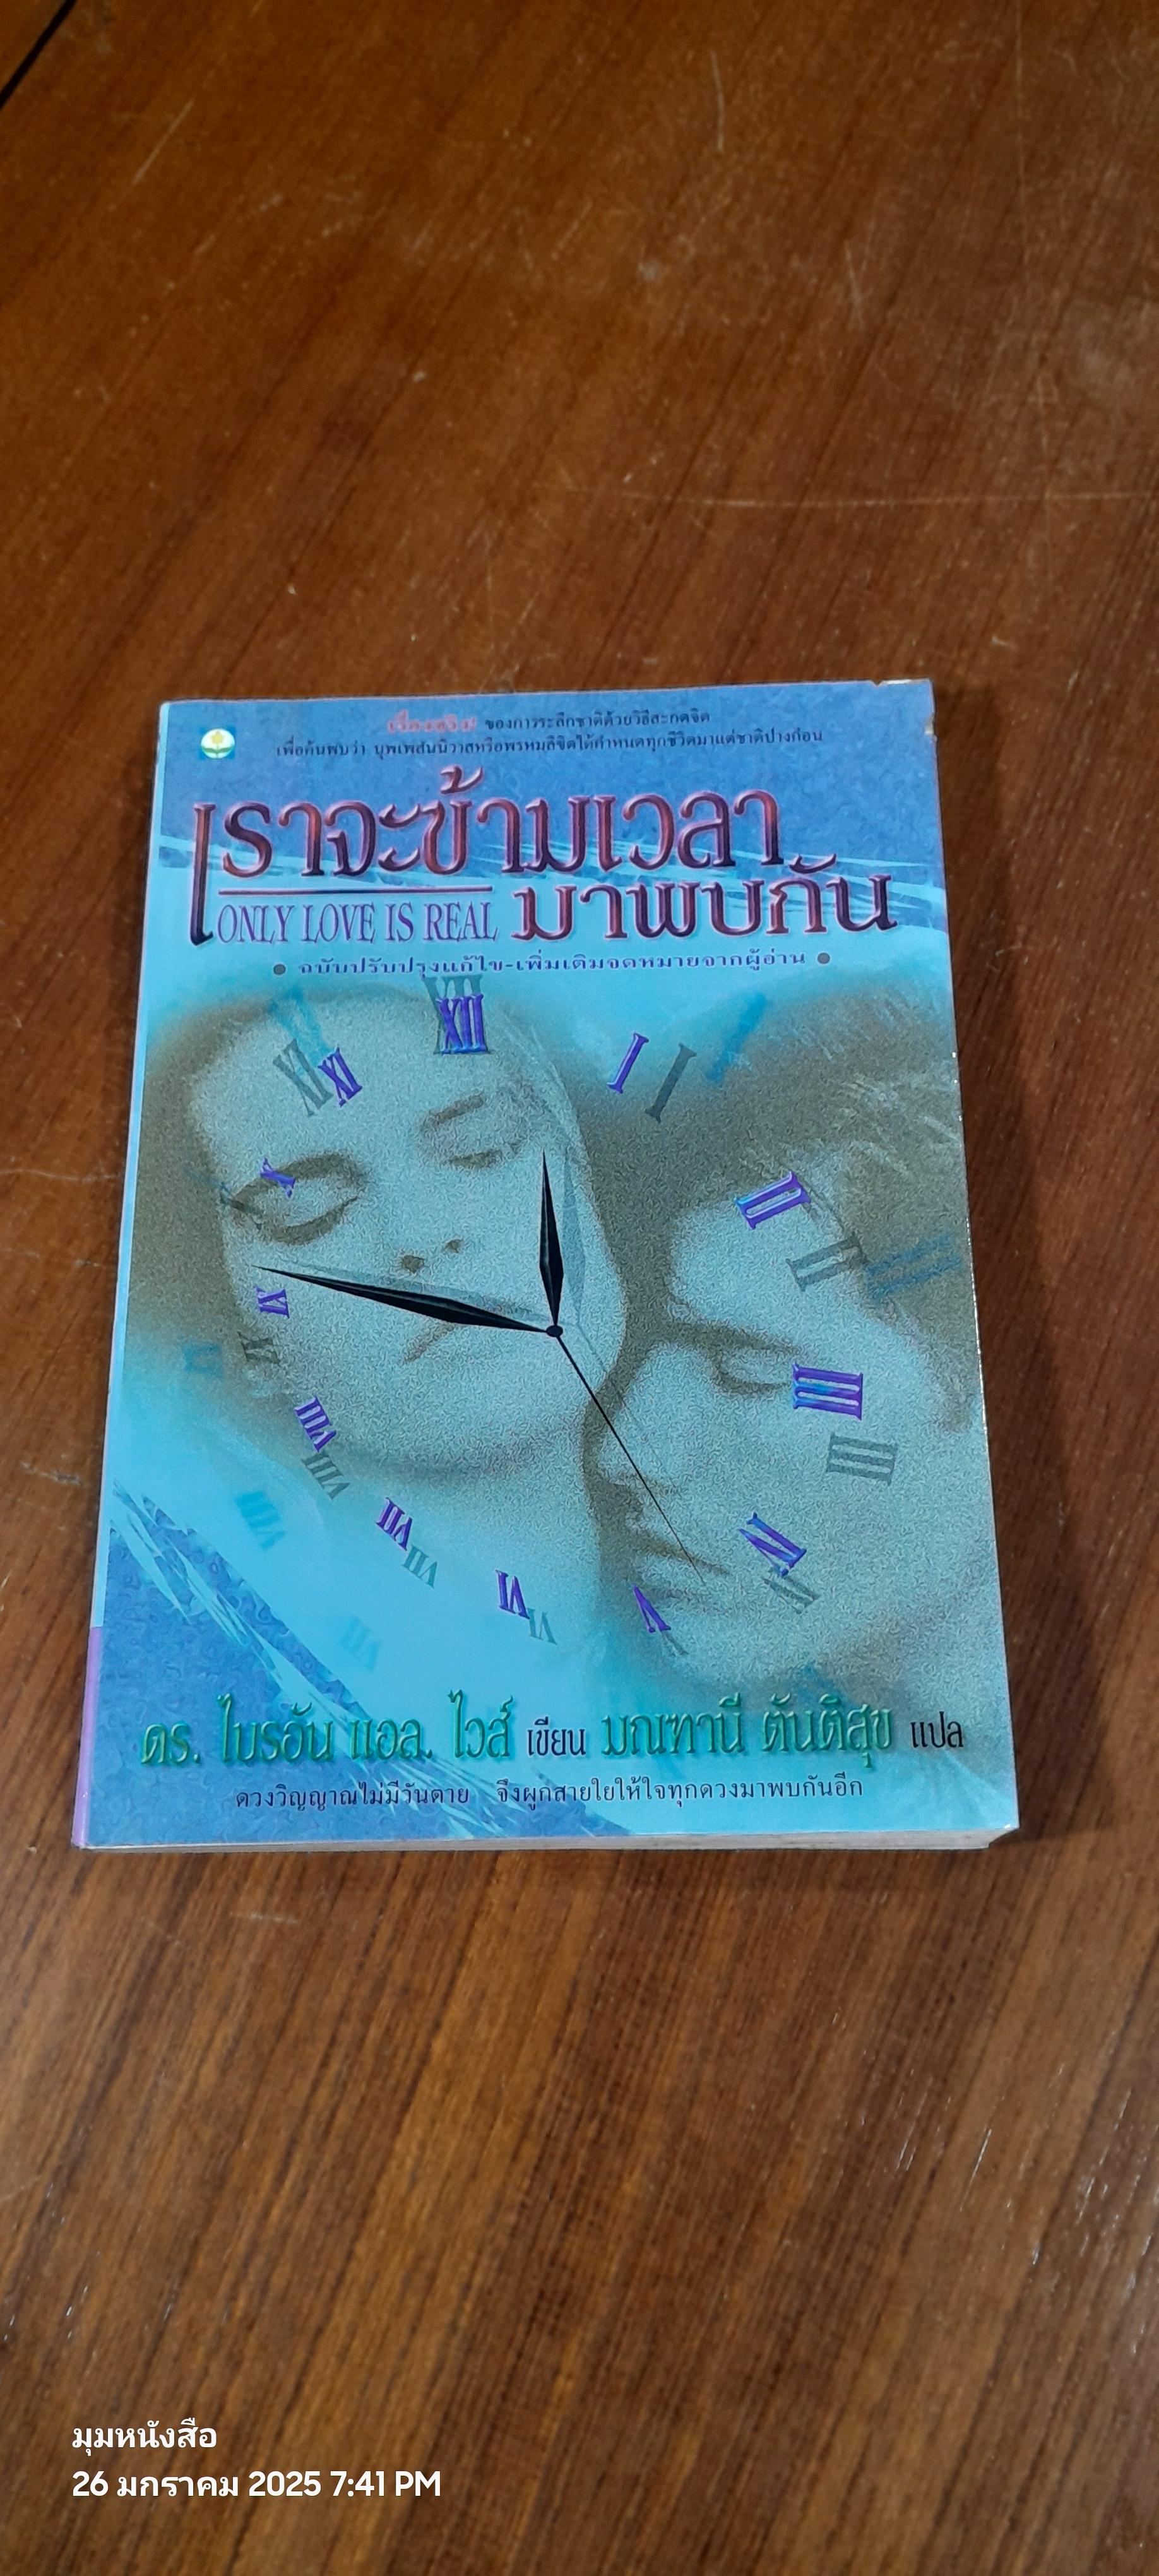 เรื่องจริง! ของการระลึกชาติด้วยวิธีสะกดจิต
เพื่อค้นพบว่า บุพเพสันนิวาสหรือพรหมลิขิตได้กำหนดทุกชีวิตมาแต่ชาติปางก่อน
เราจะข้ามเวลา
มาพบกัน
ONLY LOVE IS REAL
• ฉบับปรับปรุงแก้ไข-เพิ่มเติมจดหมายจากผู้อ่าน •
XII
I
II
III
IV
V
VI
VII
VIII
IX
X
XI
ดร. ไบรอัน แอล. ไวส์ เขียน มณฑานี ตันติสุข แปล
ดวงวิญญาณไม่มีวันตาย จึงผูกสายใยให้ใจทุกดวงมาพบกันอีก
มุมหนังสือ
26 มกราคม 2025 7:41 PM